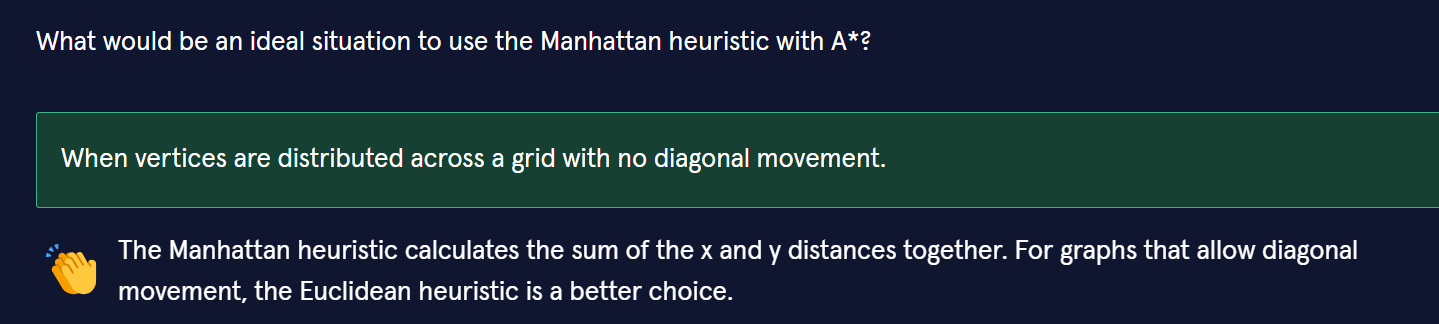 What would be an ideal situation to use the Manhattan heuristic with A*?
When vertices are distributed across a grid with no diagonal movement.
The Manhattan heuristic calculates the sum of the x and y distances together. For graphs that allow diagonal
movement, the Euclidean heuristic is a better choice.